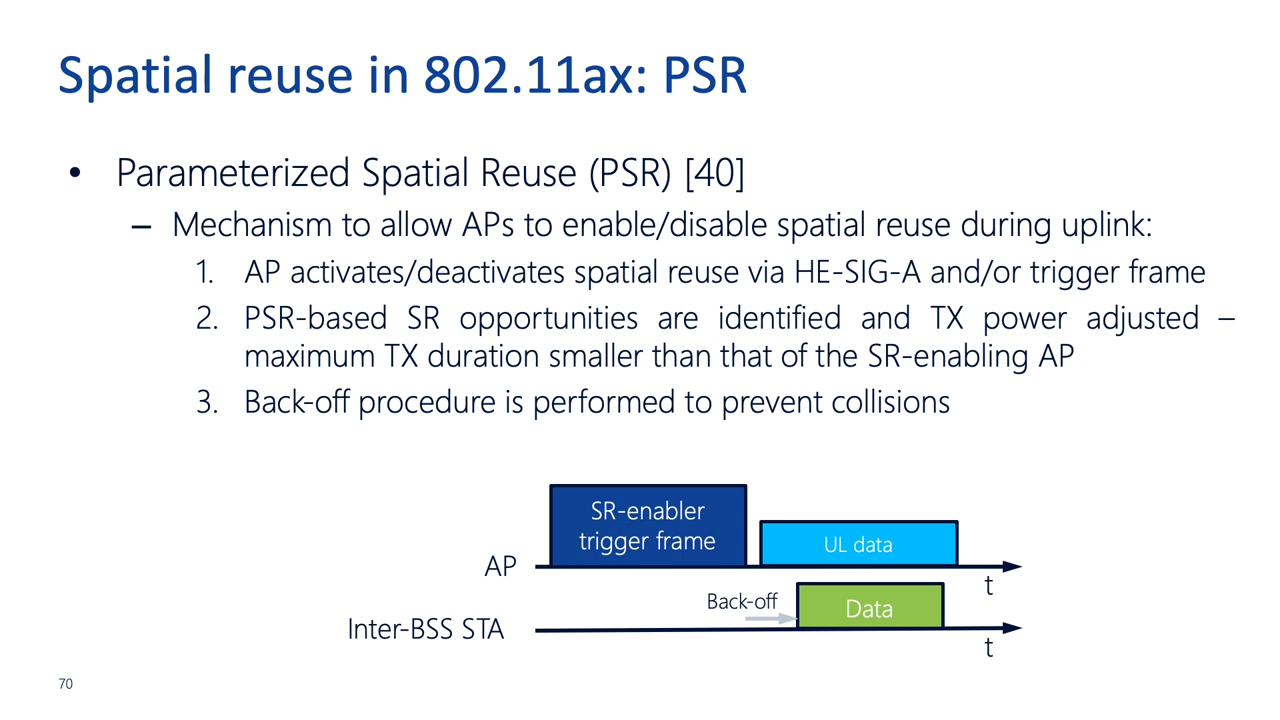 Spatial reuse in 802.11ax: PSR
• Parameterized Spatial Reuse (PSR) [40]
– Mechanism to allow APs to enable/disable spatial reuse during uplink:
1. AP activates/deactivates spatial reuse via HE-SIG-A and/or trigger frame
2. PSR-based SR opportunities are identified and TX power adjusted –
maximum TX duration smaller than that of the SR-enabling AP
3. Back-off procedure is performed to prevent collisions
SR-enabler
trigger frame
UL data
AP
t
Back-off
Data
Inter-BSS STA
t
70